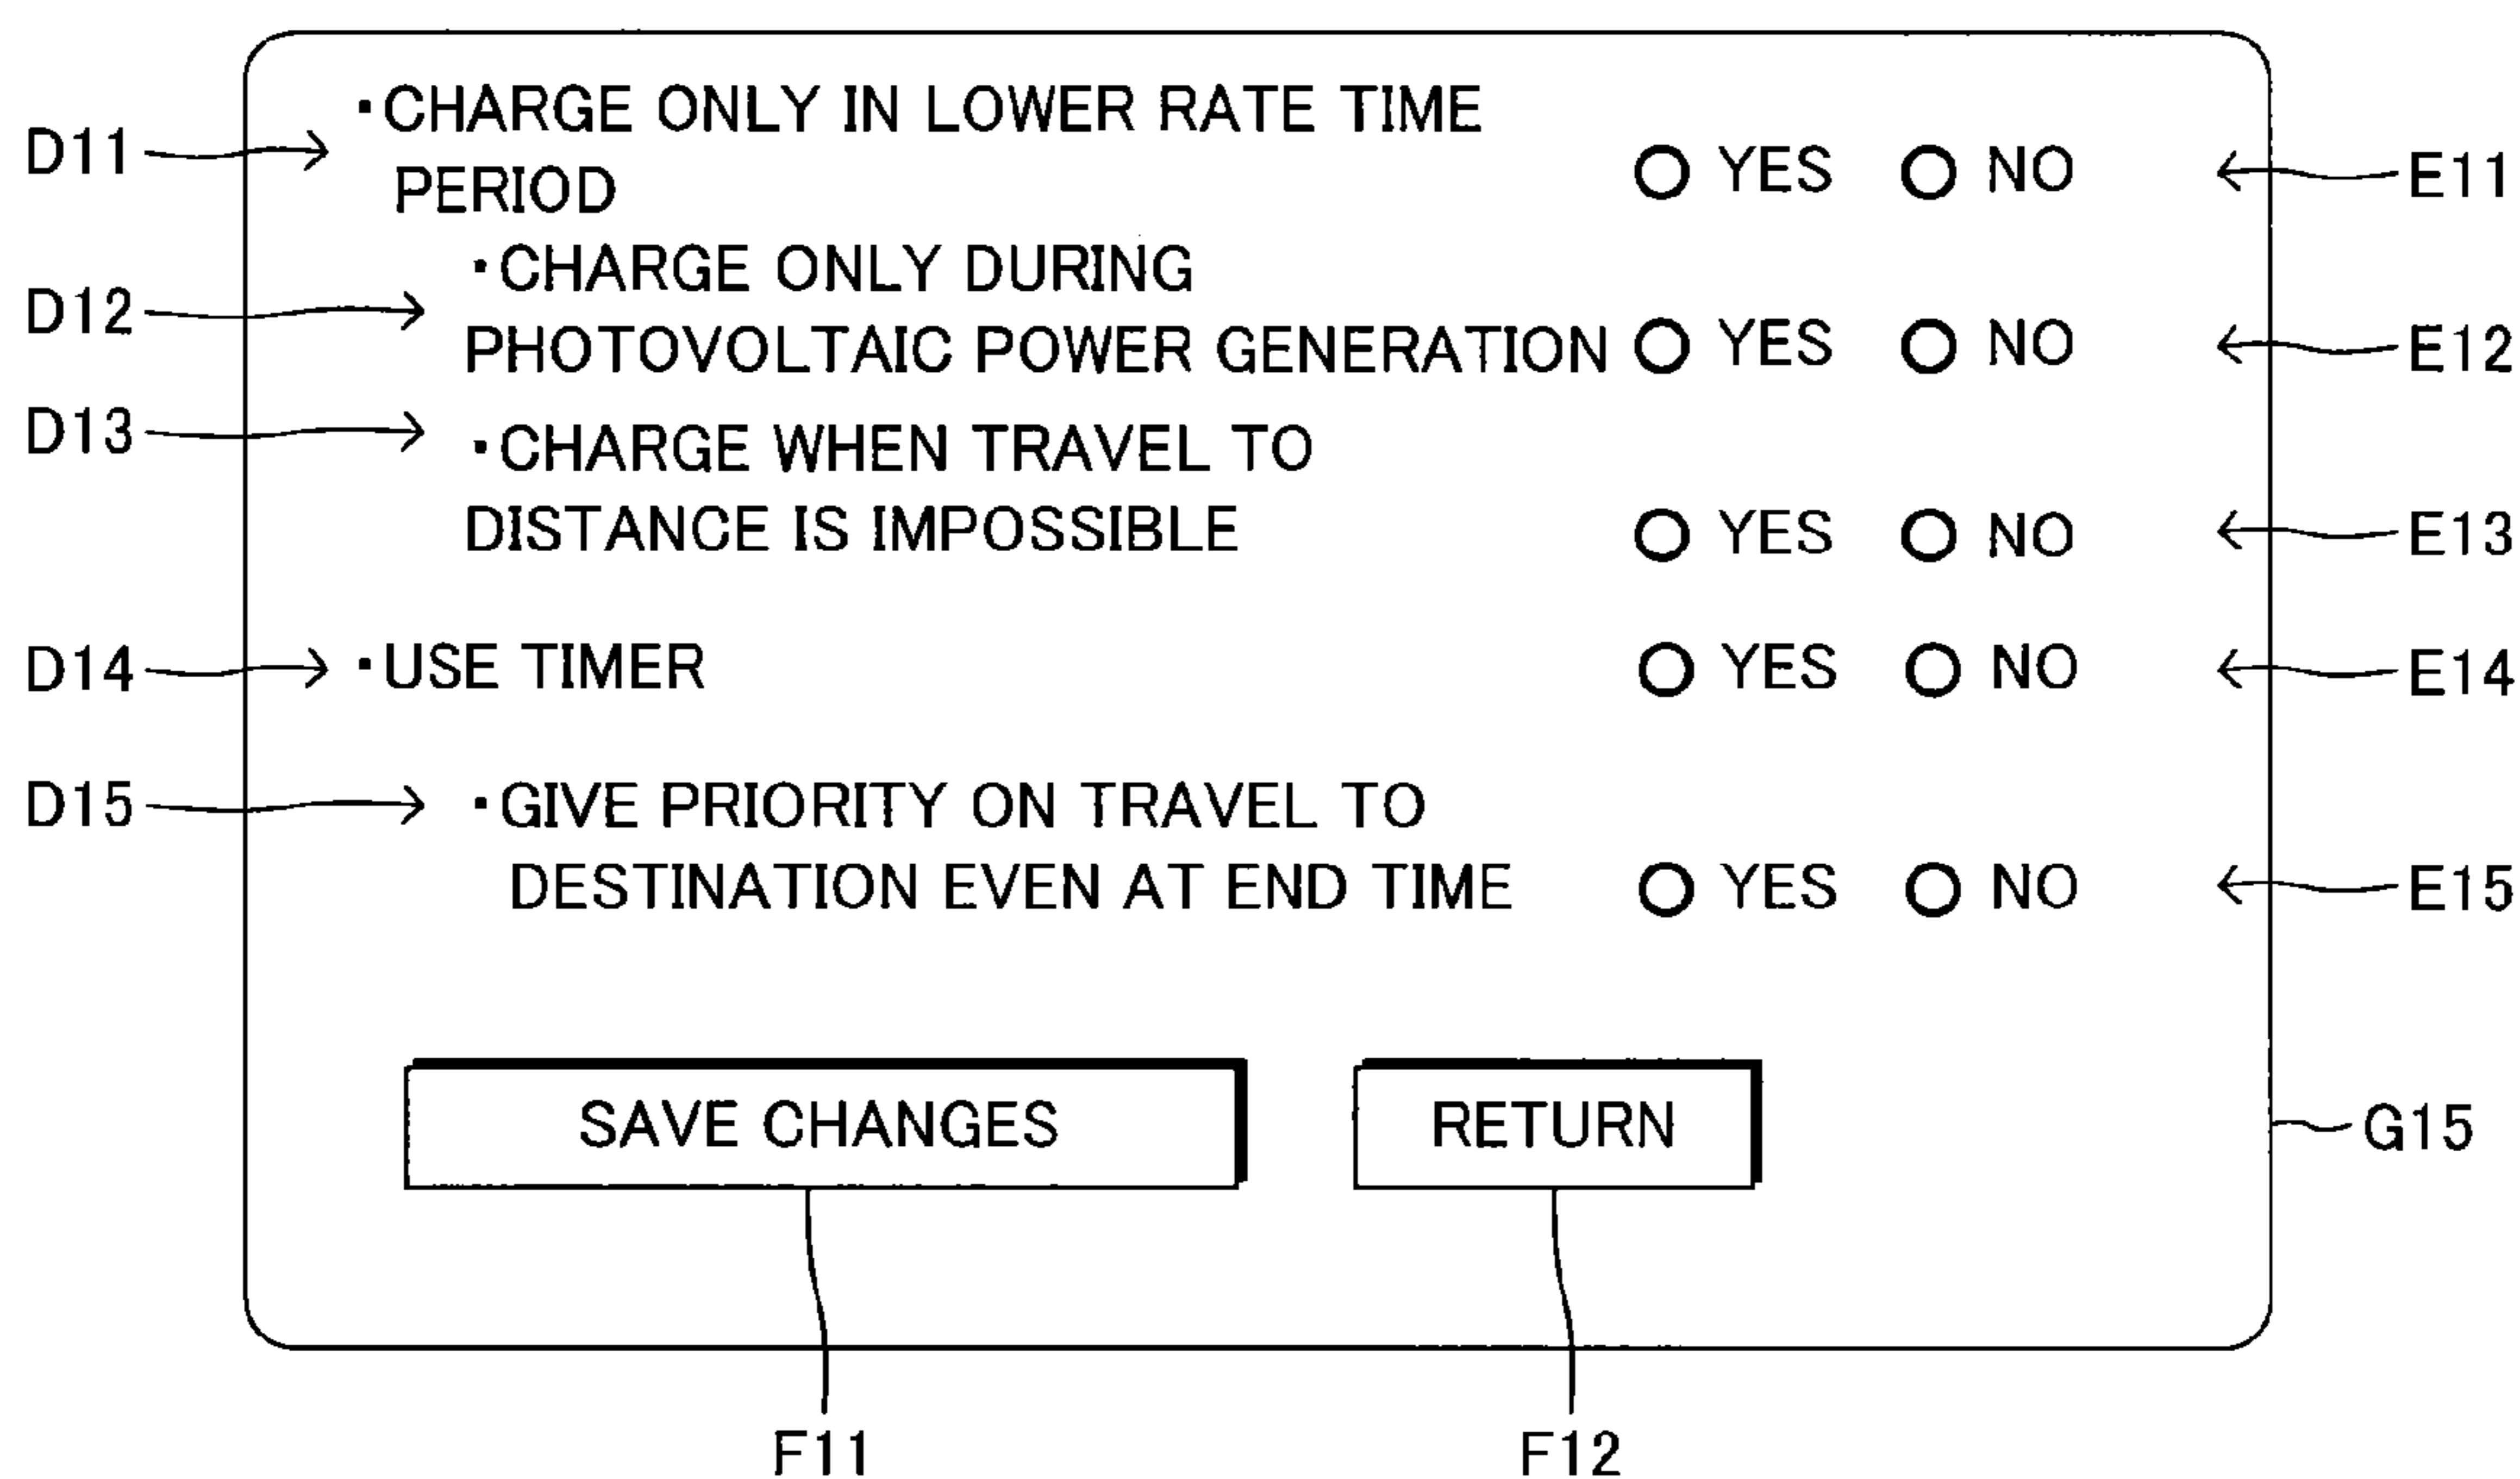 ·CHARGE ONLY IN LOWER RATE TIME
D11
PERIOD
YES NO
E11
·CHARGE ONLY DURING
D12
PHOTOVOLTAIC POWER GENERATION
YES NO
E12
D13
·CHARGE WHEN TRAVEL TO
DISTANCE IS IMPOSSIBLE
YES NO
E13
D14
·USE TIMER
YES NO
E14
D15
·GIVE PRIORITY ON TRAVEL TO
DESTINATION EVEN AT END TIME
YES NO
E15
SAVE CHANGES
RETURN
G15
F11
F12